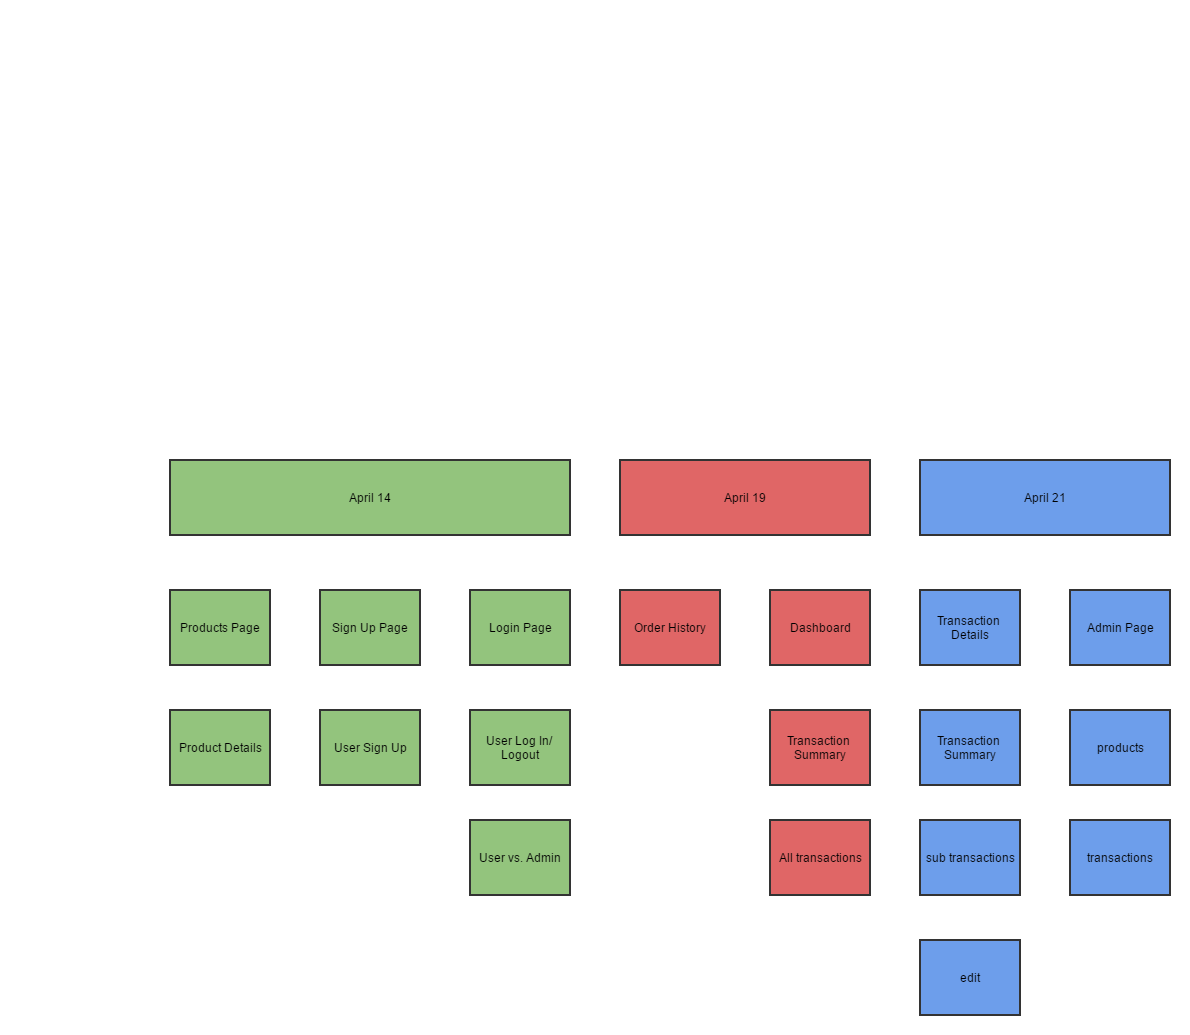 April 14
April 19
April 21
Products Page
Sign Up Page
Login Page
Order History
Dashboard
Transaction
Details
Admin Page
Product Details
User Sign Up
User Log In/
Logout
Transaction
Summary
Transaction
Summary
products
User vs. Admin
All transactions
sub transactions
transactions
edit